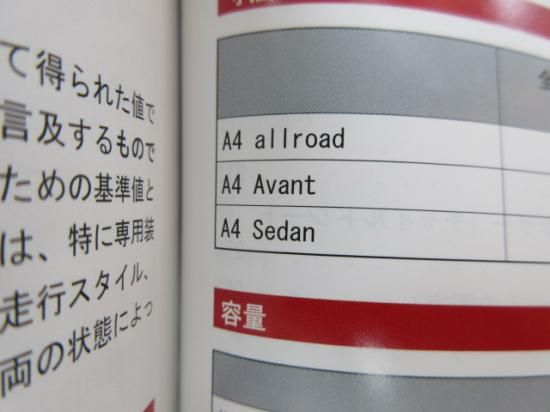 て得られた値で
言及するもので
ための基準値と
は、特に専用装
走行スタイル、
両の状態によっ
全
A4 allroad
A4 Avant
A4 Sedan
容量